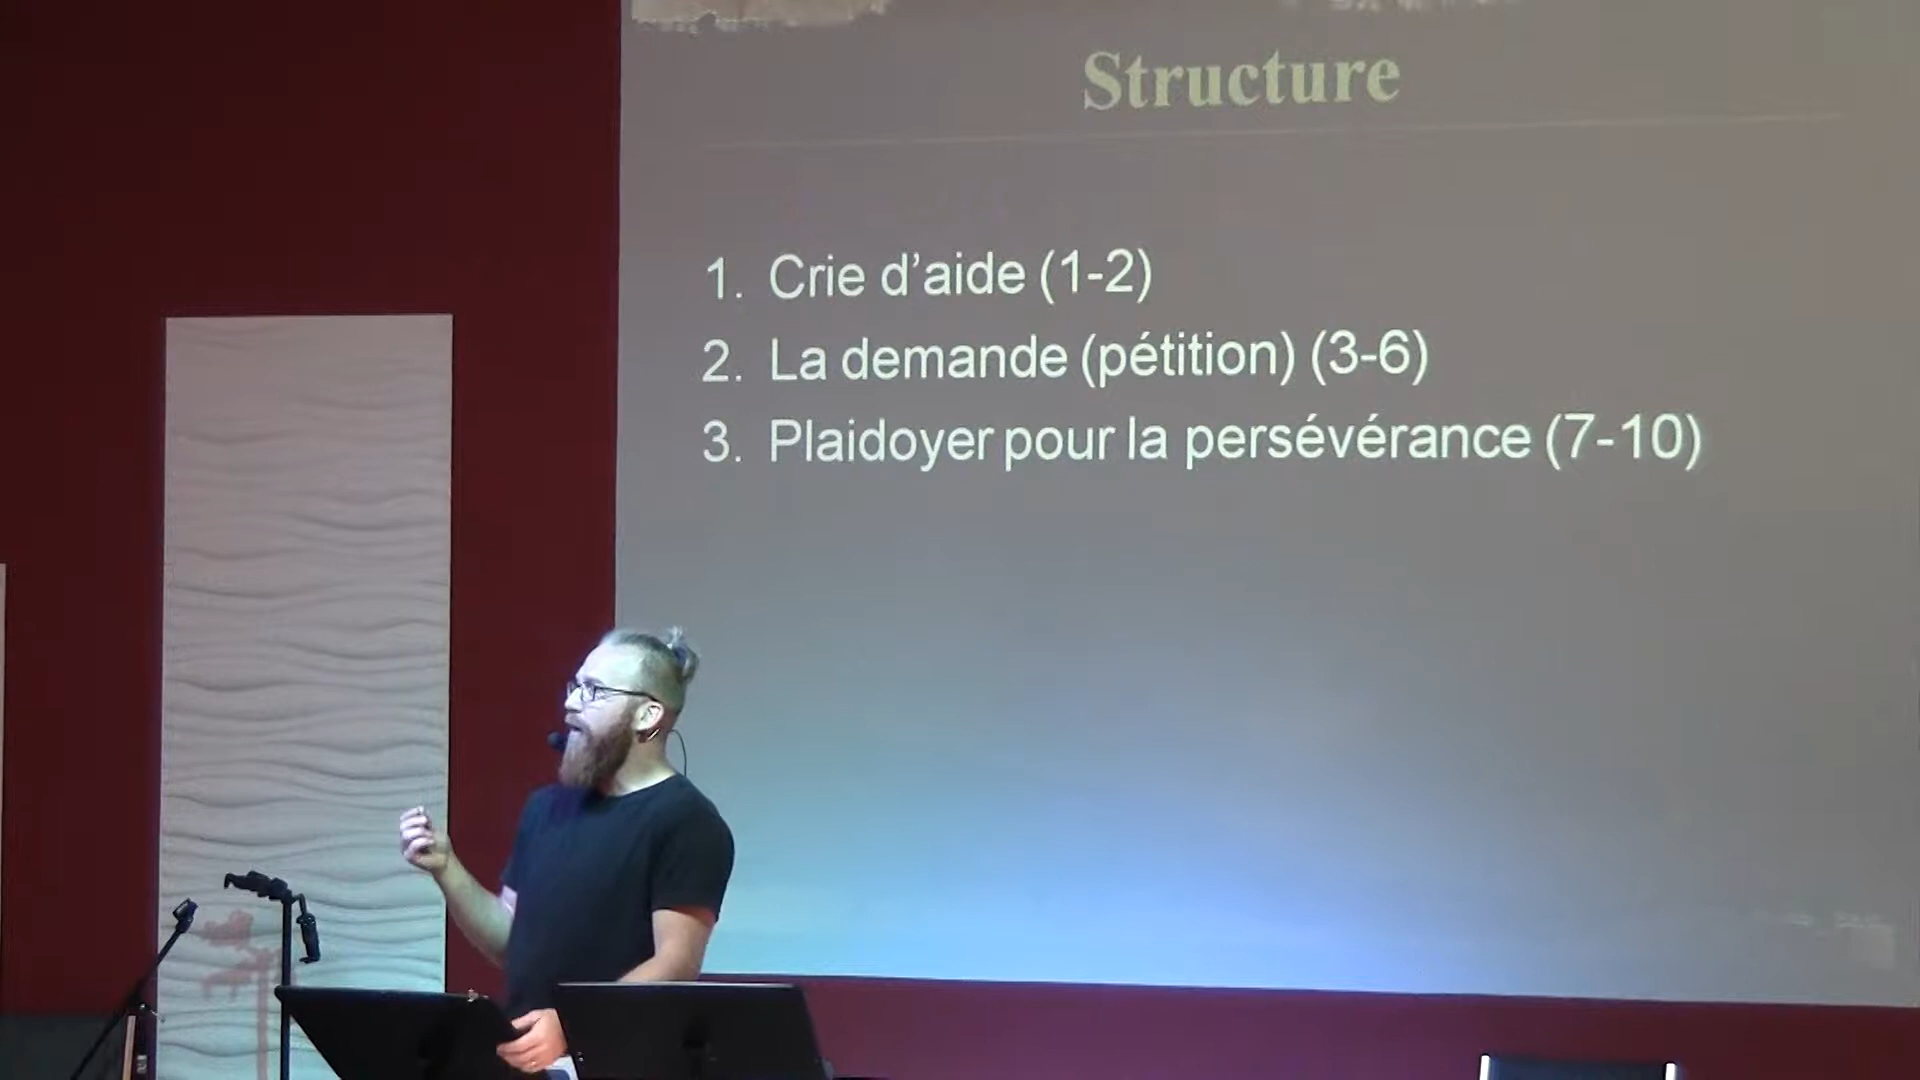 Structure
1. Crie d’aide (1-2)
2. La demande (pétition) (3-6)
3. Plaidoyer pour la persévérance (7-10)